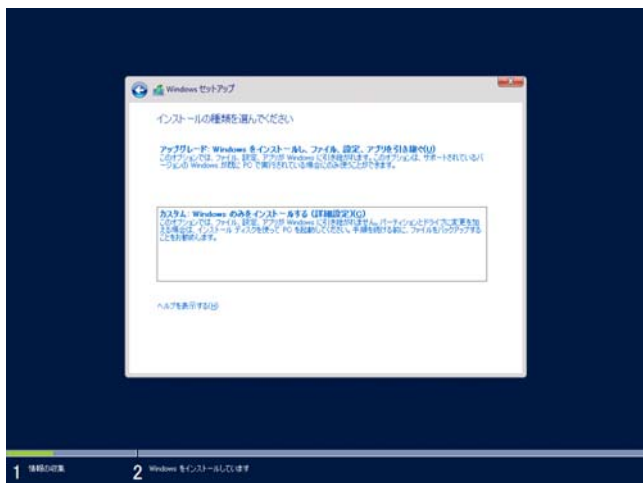 Windows セットアップ
インストールの種類を選んでください
アップグレード: Windows をインストールし、ファイル、設定、アプリを引き継ぐ(U)
このオプションでは、ファイル、設定、アプリが Windows に引き継がれます。このオプションは、サポートされているバ
ージョンの Windows が既に PC で実行されている場合にのみ使うことができます。
カスタム: Windows のみをインストールする (詳細設定)(C)
このオプションでは、ファイル、設定、アプリが Windows に引き継がれません。パーティションとドライブに変更を加
える場合は、インストール ディスクを使って PC を起動してください。手順を続ける前に、ファイルをバックアップする
ことをお勧めします。
ヘルプを表示する(H)
1 情報の収集
2 Windows をインストールしています